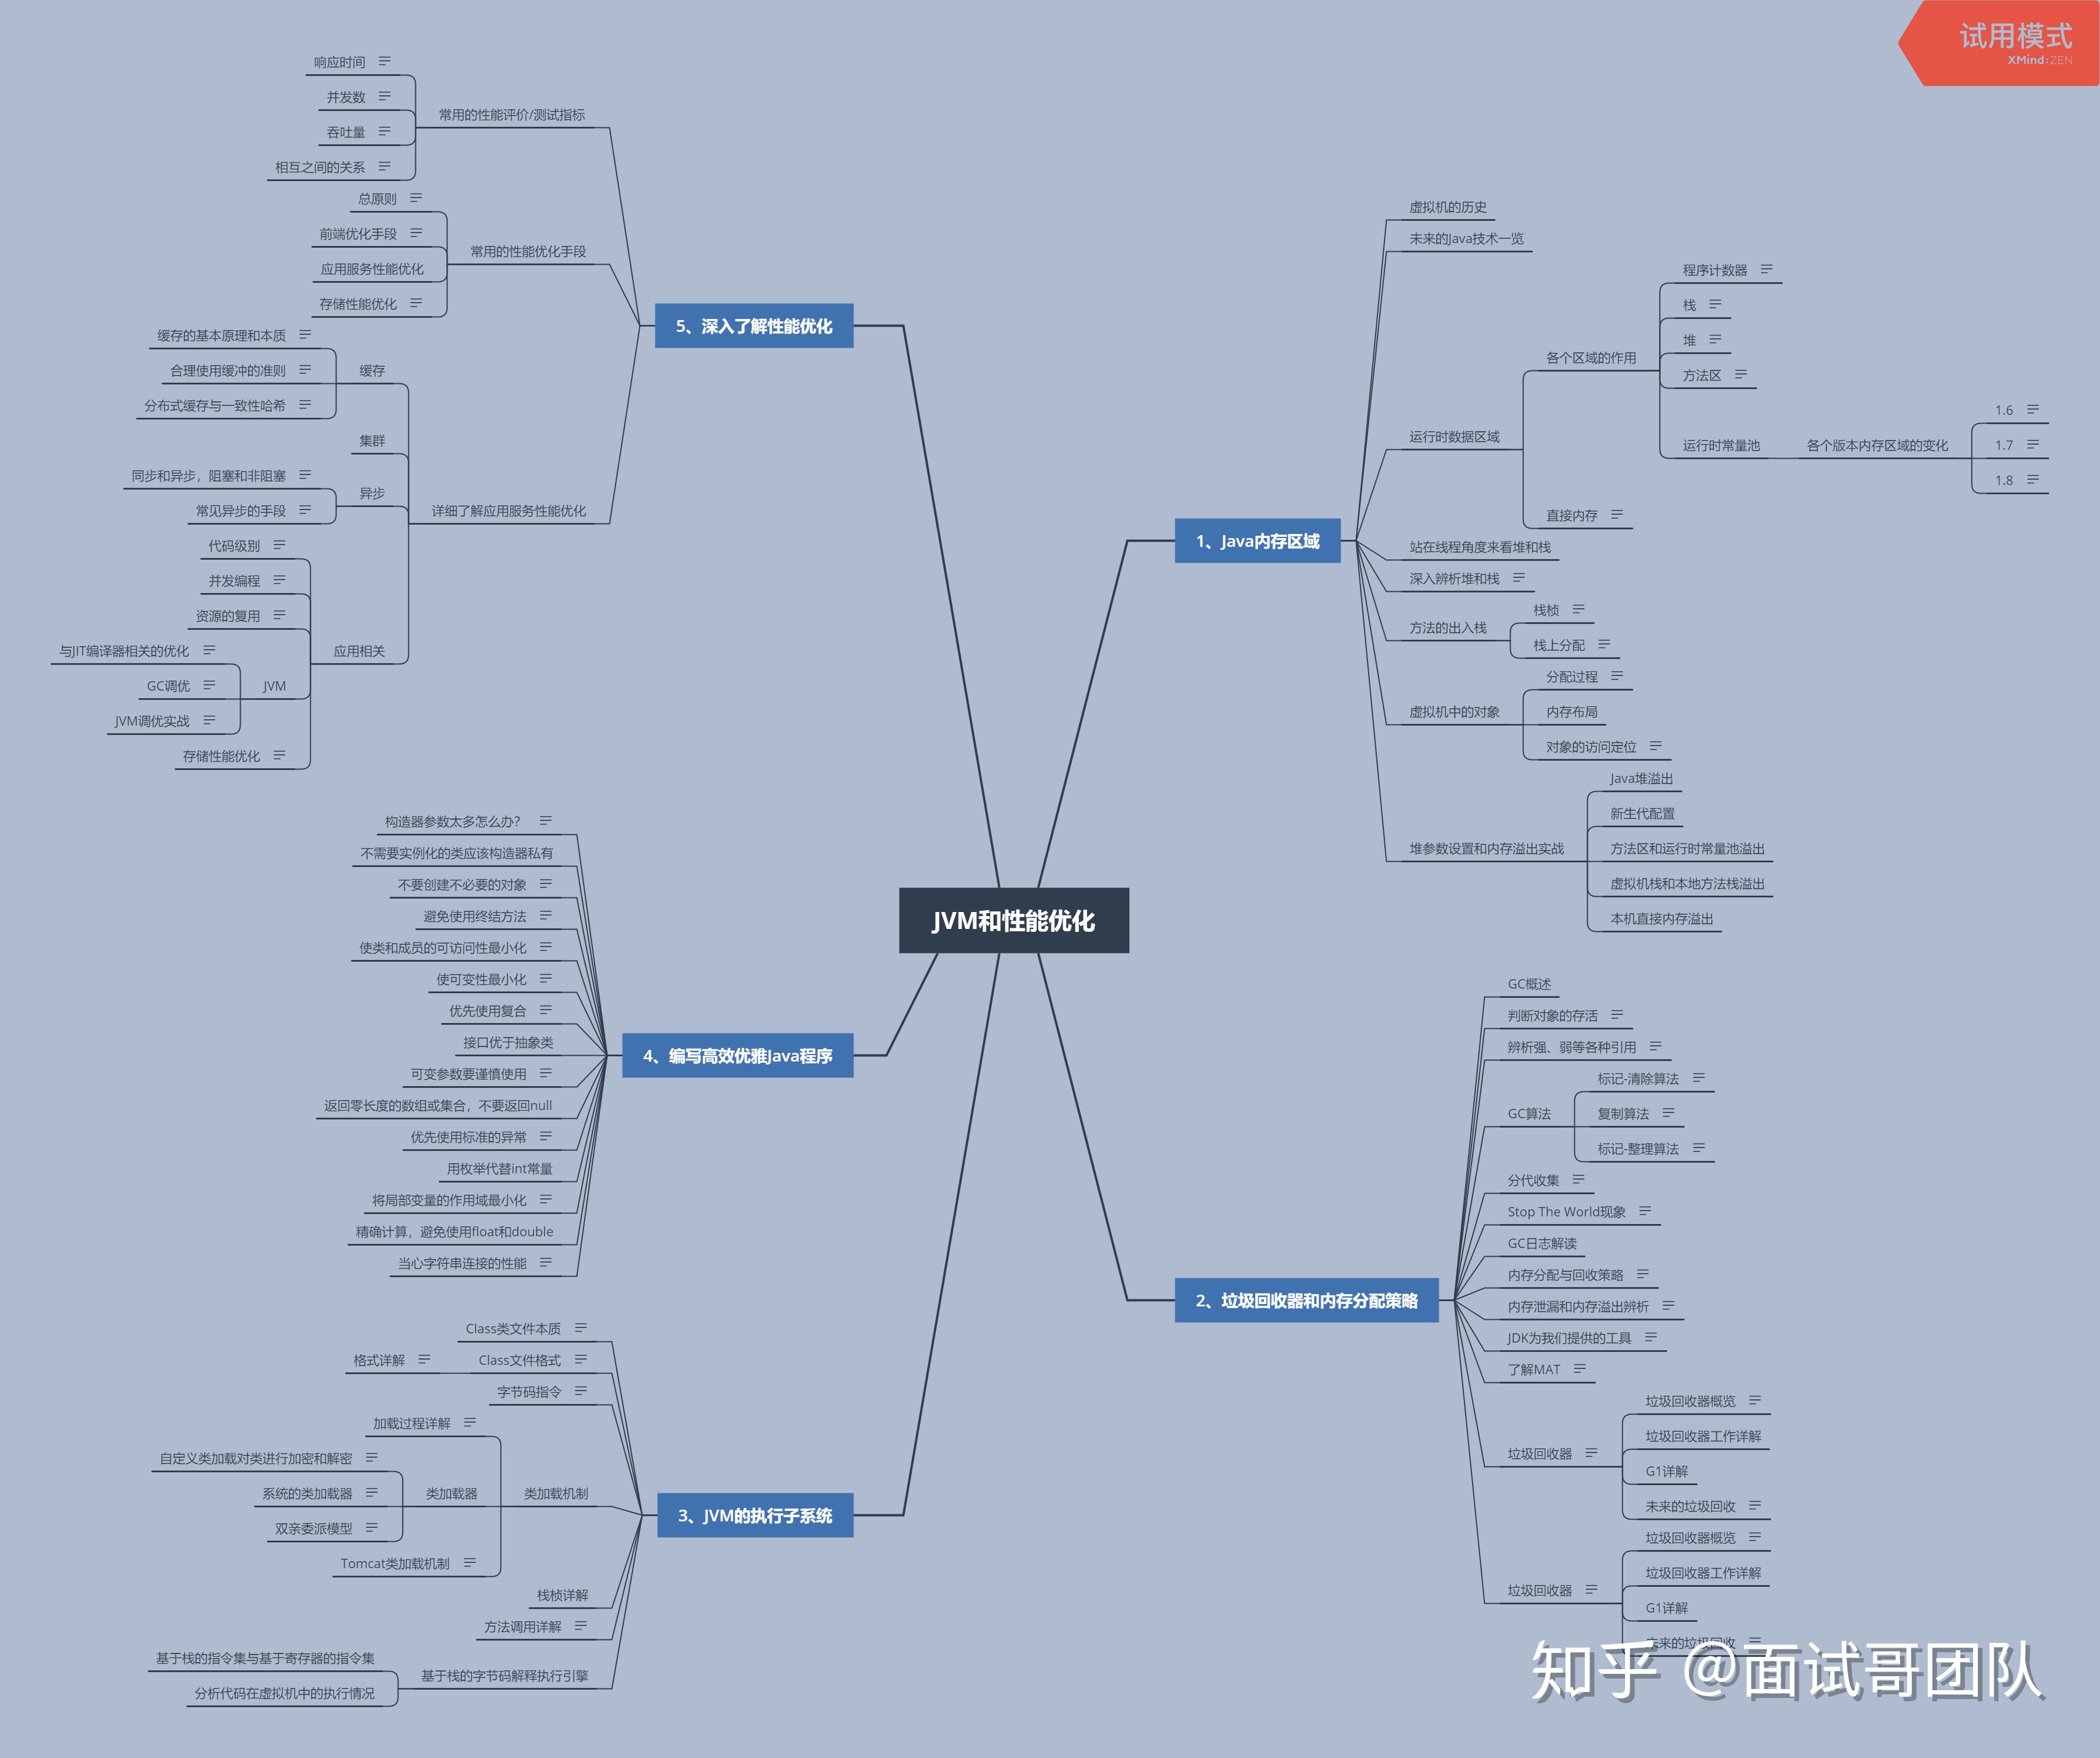 试用模式
XMind:ZEN
JVM和性能优化
1、Java内存区域
虚拟机的历史
未来的Java技术一览
运行时数据区域
各个区域的作用
程序计数器
栈
堆
方法区
运行时常量池
各个版本内存区域的变化
1.6
1.7
1.8
直接内存
站在线程角度来看堆和栈
深入辨析堆和栈
方法的出入栈
栈桢
栈上分配
虚拟机中的对象
分配过程
内存布局
对象的访问定位
堆参数设置和内存溢出实战
Java堆溢出
新生代配置
方法区和运行时常量池溢出
虚拟机栈和本地方法栈溢出
本机直接内存溢出
2、垃圾回收器和内存分配策略
GC概述
判断对象的存活
辨析强、弱等各种引用
GC算法
标记-清除算法
复制算法
标记-整理算法
分代收集
Stop The World现象
GC日志解读
内存分配与回收策略
内存泄漏和内存溢出辨析
JDK为我们提供的工具
了解MAT
垃圾回收器
垃圾回收器概览
垃圾回收器工作详解
G1详解
未来的垃圾回收
垃圾回收器
垃圾回收器概览
垃圾回收器工作详解
G1详解
未来的垃圾回收
3、JVM的执行子系统
Class类文件本质
Class文件格式
格式详解
字节码指令
类加载机制
加载过程详解
类加载器
自定义类加载对类进行加密和解密
系统的类加载器
双亲委派模型
Tomcat类加载机制
栈桢详解
方法调用详解
基于栈的字节码解释执行引擎
基于栈的指令集与基于寄存器的指令集
分析代码在虚拟机中的执行情况
4、编写高效优雅Java程序
构造器参数太多怎么办？
不需要实例化的类应该构造器私有
不要创建不必要的对象
避免使用终结方法
使类和成员的可访问性最小化
使可变性最小化
优先使用复合
接口优于抽象类
可变参数要谨慎使用
返回零长度的数组或集合，不要返回null
优先使用标准的异常
用枚举代替int常量
将局部变量的作用域最小化
精确计算，避免使用float和double
当心字符串连接的性能
5、深入了解性能优化
常用的性能评价/测试指标
响应时间
并发数
吞吐量
相互之间的关系
常用的性能优化手段
总原则
前端优化手段
应用服务性能优化
存储性能优化
详细了解应用服务性能优化
缓存
缓存的基本原理和本质
合理使用缓冲的准则
分布式缓存与一致性哈希
集群
异步
同步和异步，阻塞和非阻塞
常见异步的手段
应用相关
代码级别
并发编程
资源的复用
JVM
与JIT编译器相关的优化
GC调优
JVM调优实战
存储性能优化
知乎 @面试哥团队